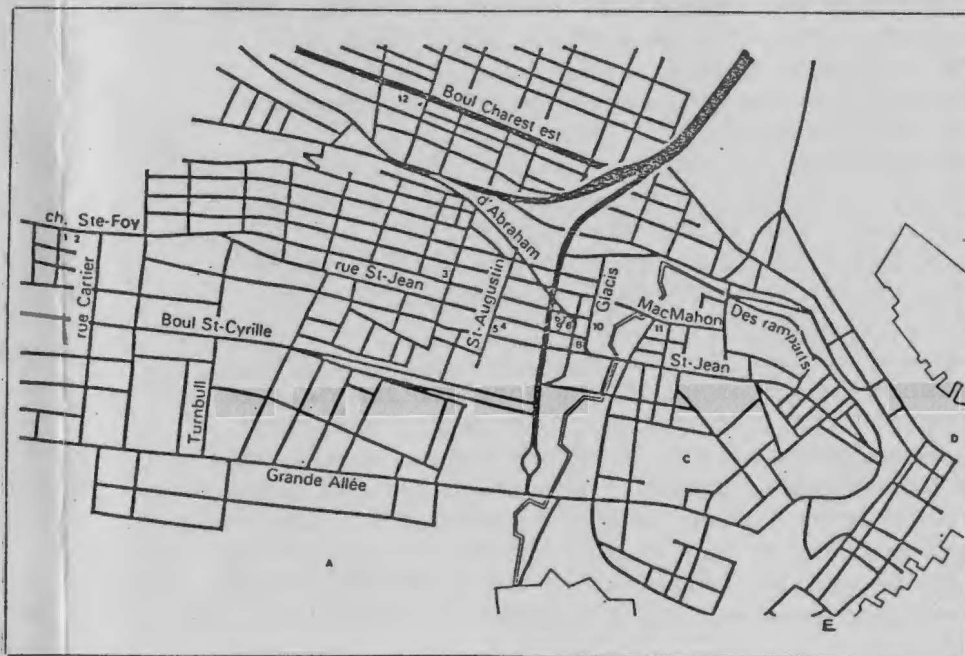 12
Boul Charest est
ch. Ste-Foy
1 2
rue Cartier
d'Abraham
rue St-Jean
3
St-Augustin
5 4
Glacis
10
MacMahon
11
Des ramparts
St-Jean
Boul St-Cyrille
Turnbull
Grande Allée
A
C
D
E